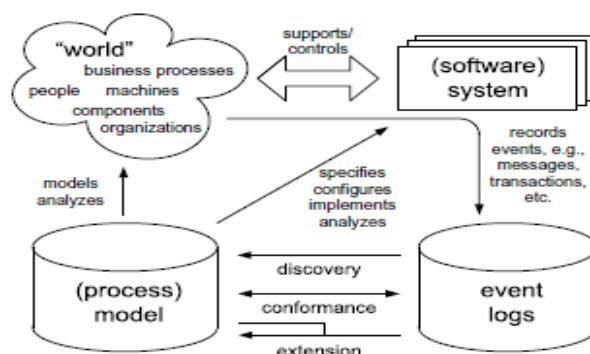 “world”
business processes
people machines
components
organizations
supports/
controls
(software)
system
models
analyzes
specifies
configures
implements
analyzes
records
events, e.g.,
messages,
transactions,
etc.
(process)
model
discovery
conformance
extension
event
logs